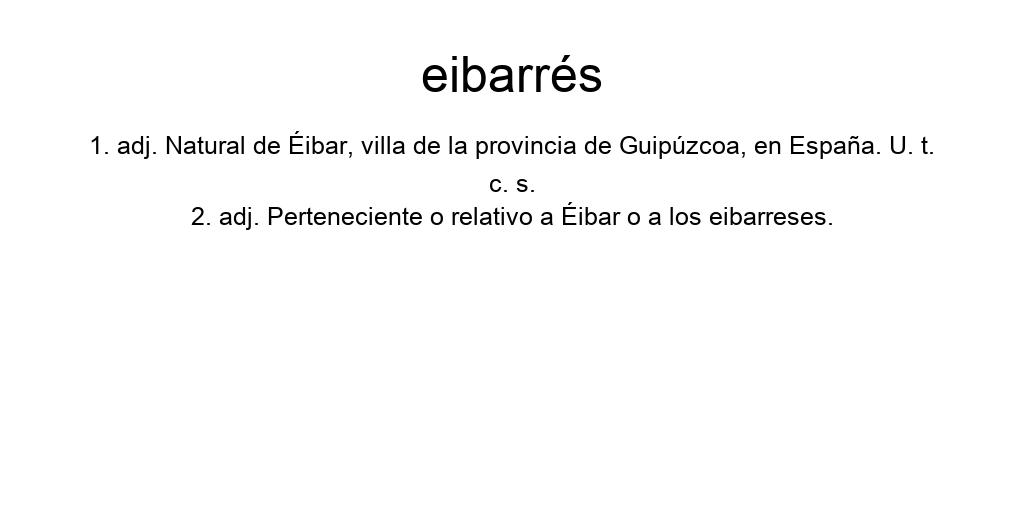 eibarrés
1. adj. Natural de Éibar, villa de la provincia de Guipúzcoa, en España. U. t.
c. s.
2. adj. Perteneciente o relativo a Éibar o a los eibarreses.